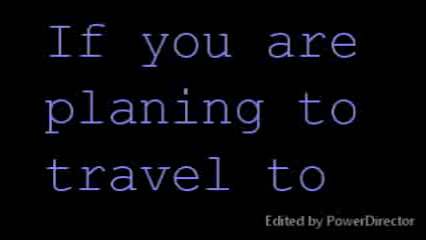 If you are
planing to
travel to
Edited by PowerDirector